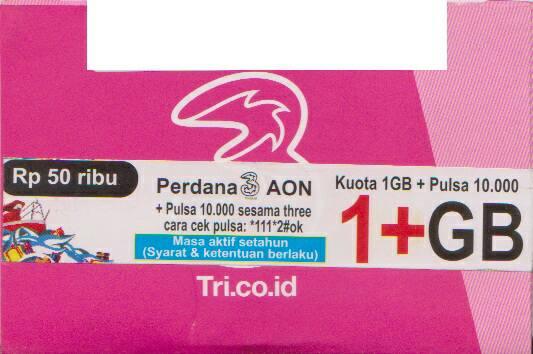 Rp 50 ribu
Perdana 3 AON
+ Pulsa 10.000 sesama three
cara cek pulsa: *111*2#ok
Masa aktif setahun
(Syarat & ketentuan berlaku)
Kuota 1GB + Pulsa 10.000
1+GB
Tri.co.id